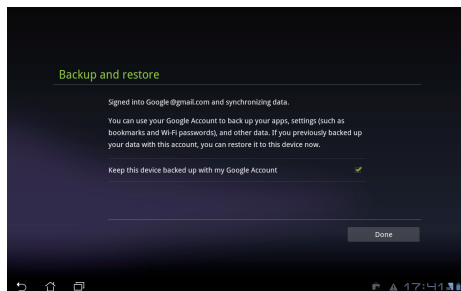 Backup and restore
Signed into Google @gmail.com and synchronizing data.
You can use your Google Account to back up your apps, settings (such as
bookmarks and Wi-Fi passwords), and other data. If you previously backed up
your data with this account, you can restore it to this device now.
Keep this device backed up with my Google Account
Done
17:41